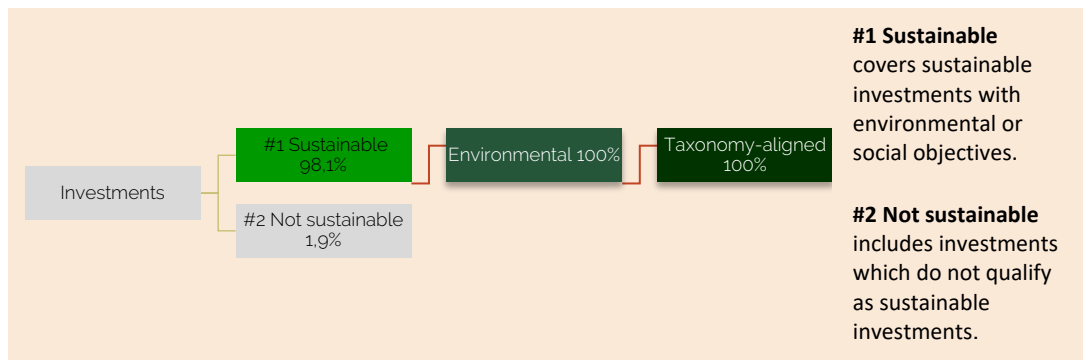 Investments
#1 Sustainable
98,1%
#2 Not sustainable
1,9%
Environmental 100%
Taxonomy-aligned
100%
#1 Sustainable
covers sustainable
investments with
environmental or
social objectives.
#2 Not sustainable
includes investments
which do not qualify
as sustainable
investments.